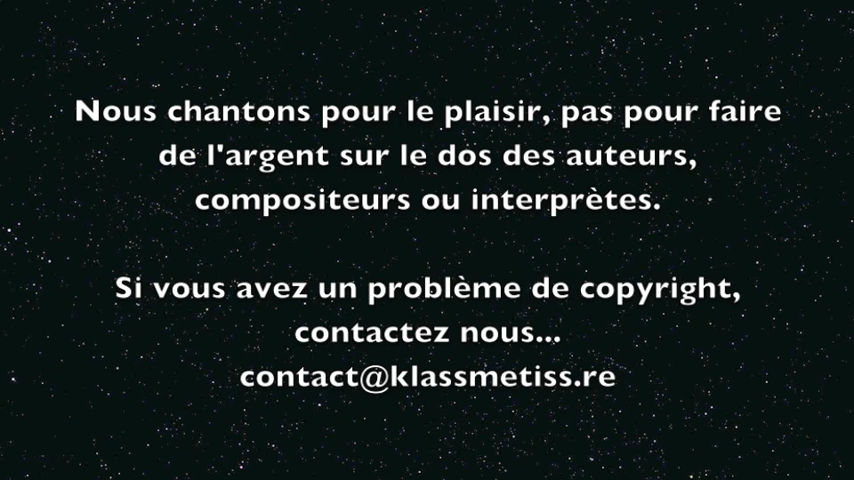 Nous chantons pour le plaisir, pas pour faire
de l'argent sur le dos des auteurs,
compositeurs ou interprètes.
Si vous avez un problème de copyright,
contactez nous...
contact@klassmetiss.re